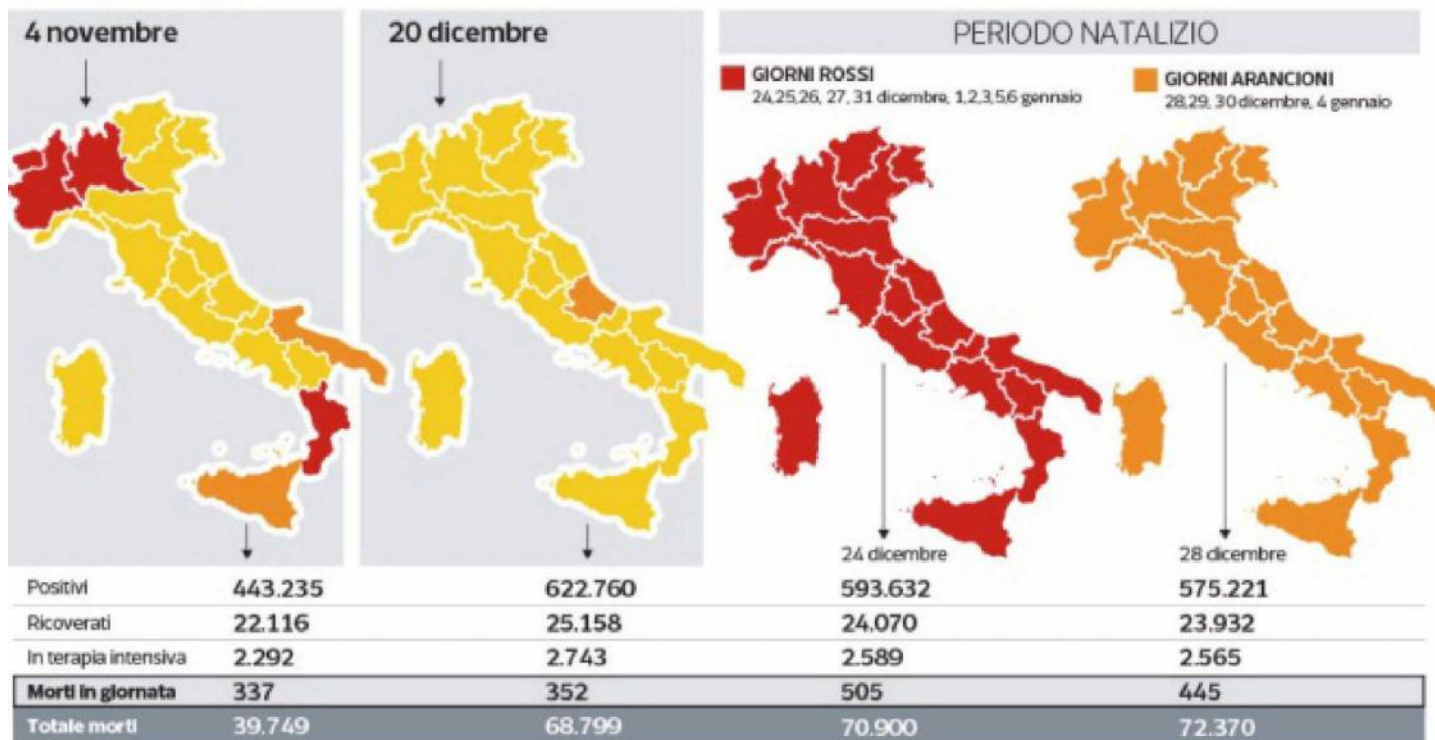 4 novembre
20 dicembre
PERIODO NATALIZIO
GIORNI ROSSI
24,25,26, 27, 31 dicembre, 1,2,3,5,6 gennaio
GIORNI ARANCIONI
28,29, 30 dicembre, 4 gennaio
24 dicembre
28 dicembre
Positivi 443.235 622.760 593.632 575.221
Ricoverati 22.116 25.158 24.070 23.932
In terapia intensiva 2.292 2.743 2.589 2.565
Morti in giornata 337 352 505 445
Totale morti 39.749 68.799 70.900 72.370